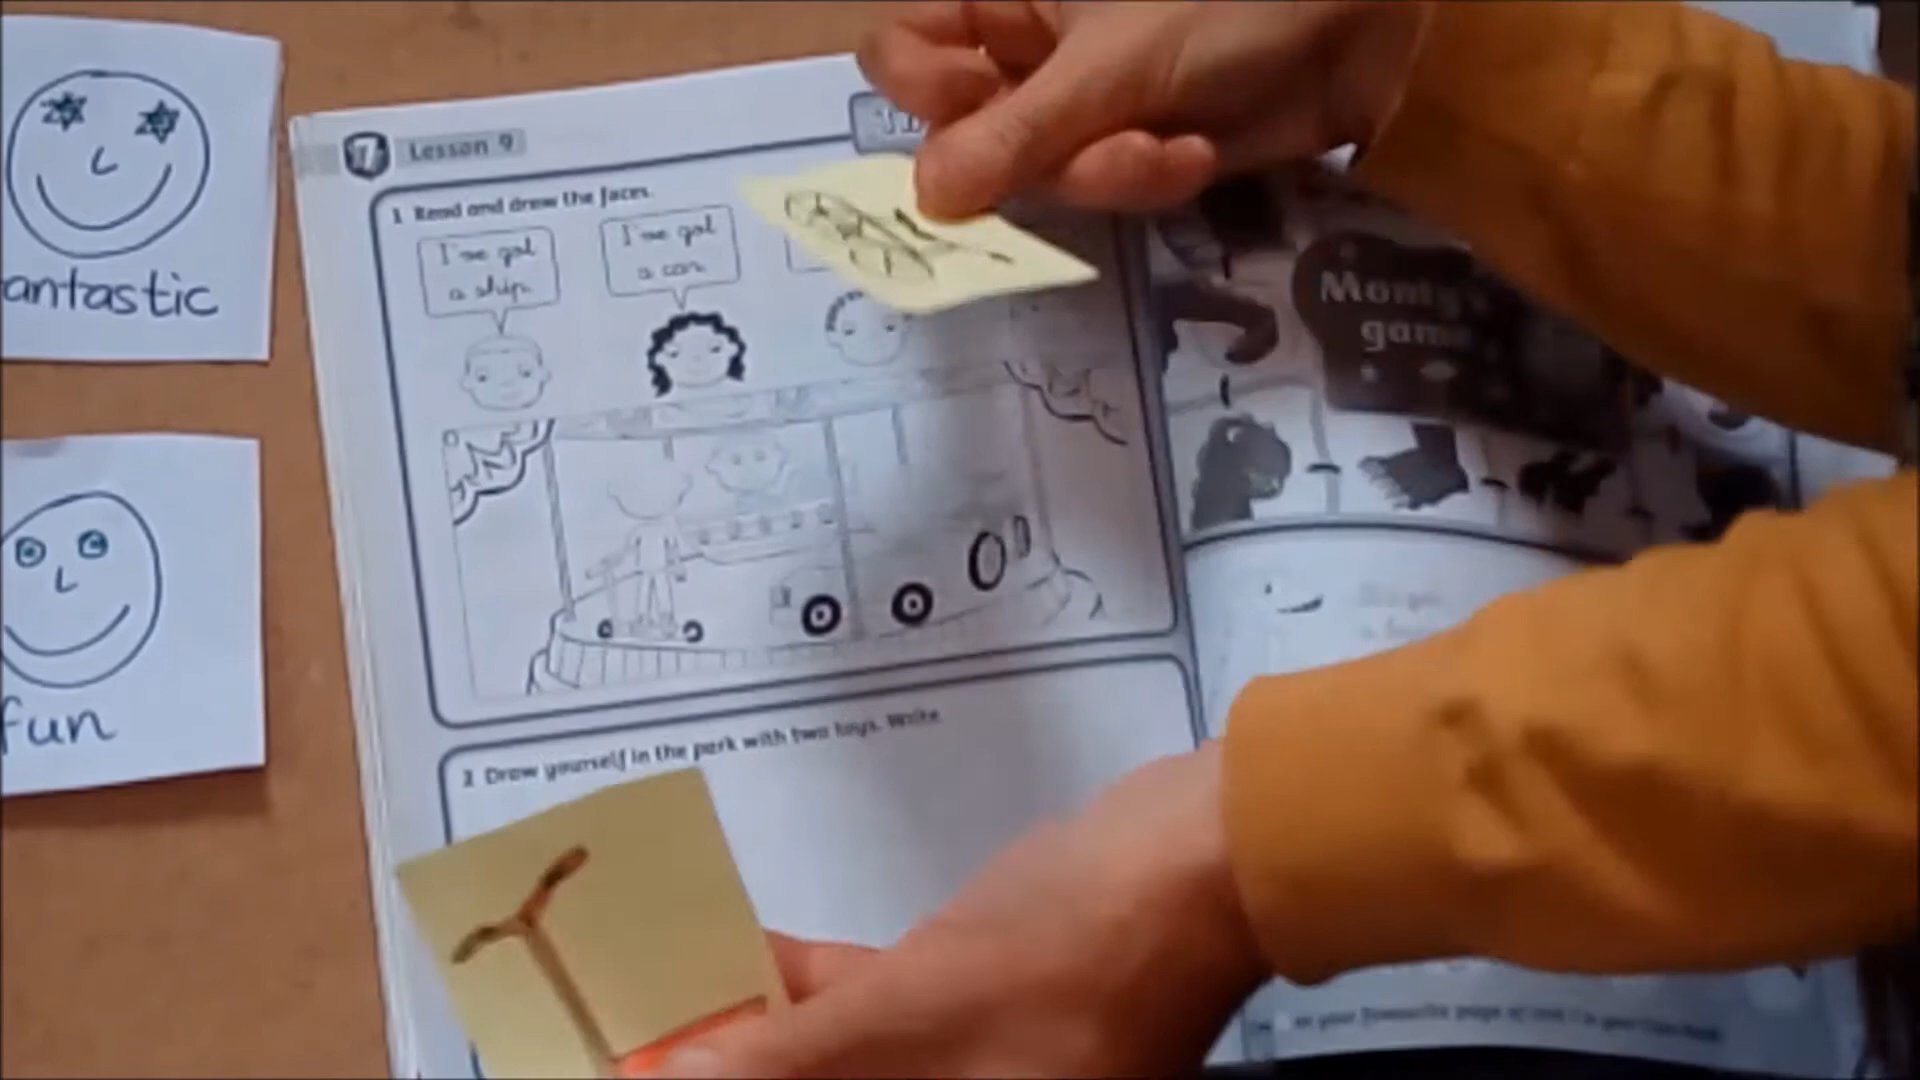 antastic
fun
Lesson 9
1 Read and draw the faces.
I've got
a ship.
I've got
a car.
2 Draw yourself in the park with two toys. Write
Monty's
game